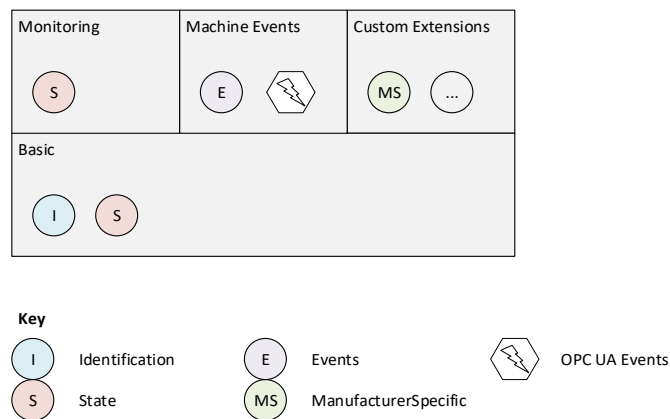 Monitoring
Machine Events
Custom Extensions
S
E
MS
...
Basic
I
S
Key
I
Identification
E
Events
OPC UA Events
S
State
MS
ManufacturerSpecific